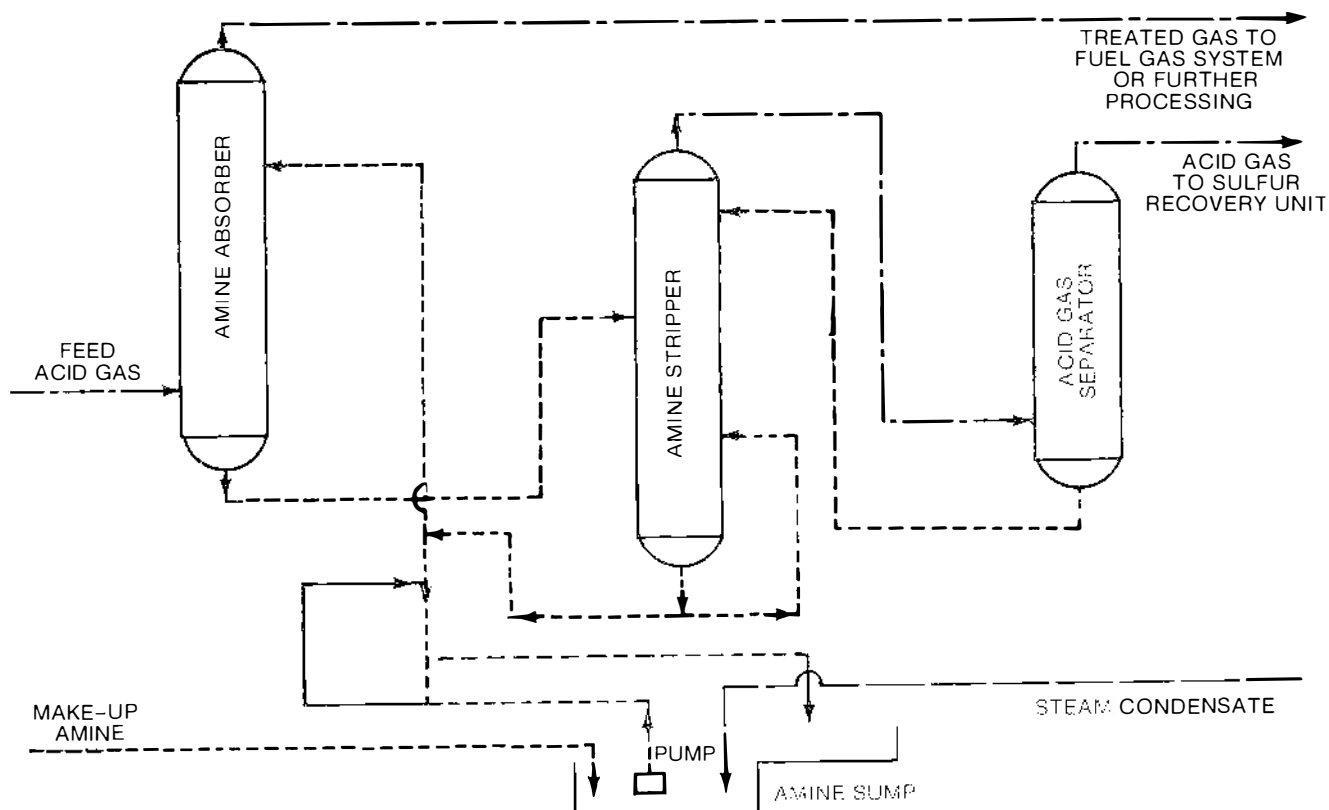 TREATED GAS TO
FUEL GAS SYSTEM
OR FURTHER
PROCESSING
ACID GAS
TO SULFUR
RECOVERY UNIT
AMINE ABSORBER
AMINE STRIPPER
ACID GAS
SEPARATOR
FEED
ACID GAS
STEAM CONDENSATE
MAKE-UP
AMINE
PUMP
AMINE SUMP